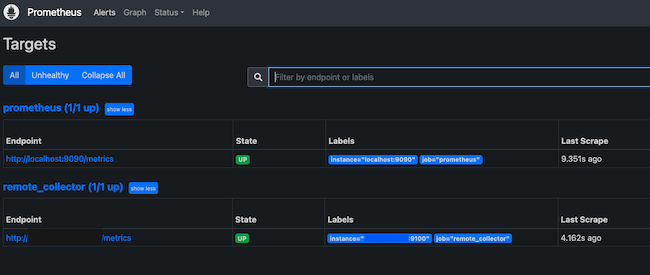 Prometheus Alerts Graph Status Help
Targets
All Unhealthy Collapse All
Filter by endpoint or labels
prometheus (1/1 up) show less
Endpoint State Labels Last Scrape
http://localhost:9090/metrics UP instance="localhost:9090" job="prometheus" 9.351s ago
remote_collector (1/1 up) show less
Endpoint State Labels Last Scrape
http:// /metrics UP instance=" :9100" job="remote_collector" 4.162s ago